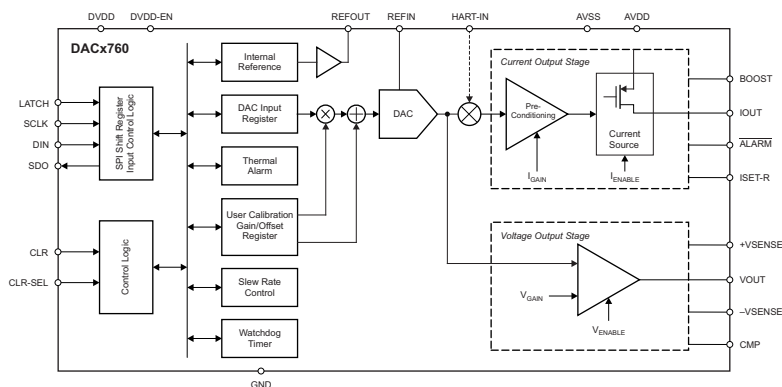 DVDD
DVDD-EN
REFOUT
REFIN
HART-IN
AVSS
AVDD
DACx760
LATCH
SCLK
DIN
SDO
CLR
CLR-SEL
SPI Shift Register
Input Control Logic
Control Logic
Internal
Reference
DAC Input
Register
Thermal
Alarm
User Calibration
Gain/Offset
Register
Slew Rate
Control
Watchdog
Timer
DAC
Current Output Stage
Pre-
Conditioning
Current
Source
IGAIN
IENABLE
Voltage Output Stage
VGAIN
VENABLE
BOOST
IOUT
ALARM
ISET-R
+VSENSE
VOUT
–VSENSE
CMP
GND